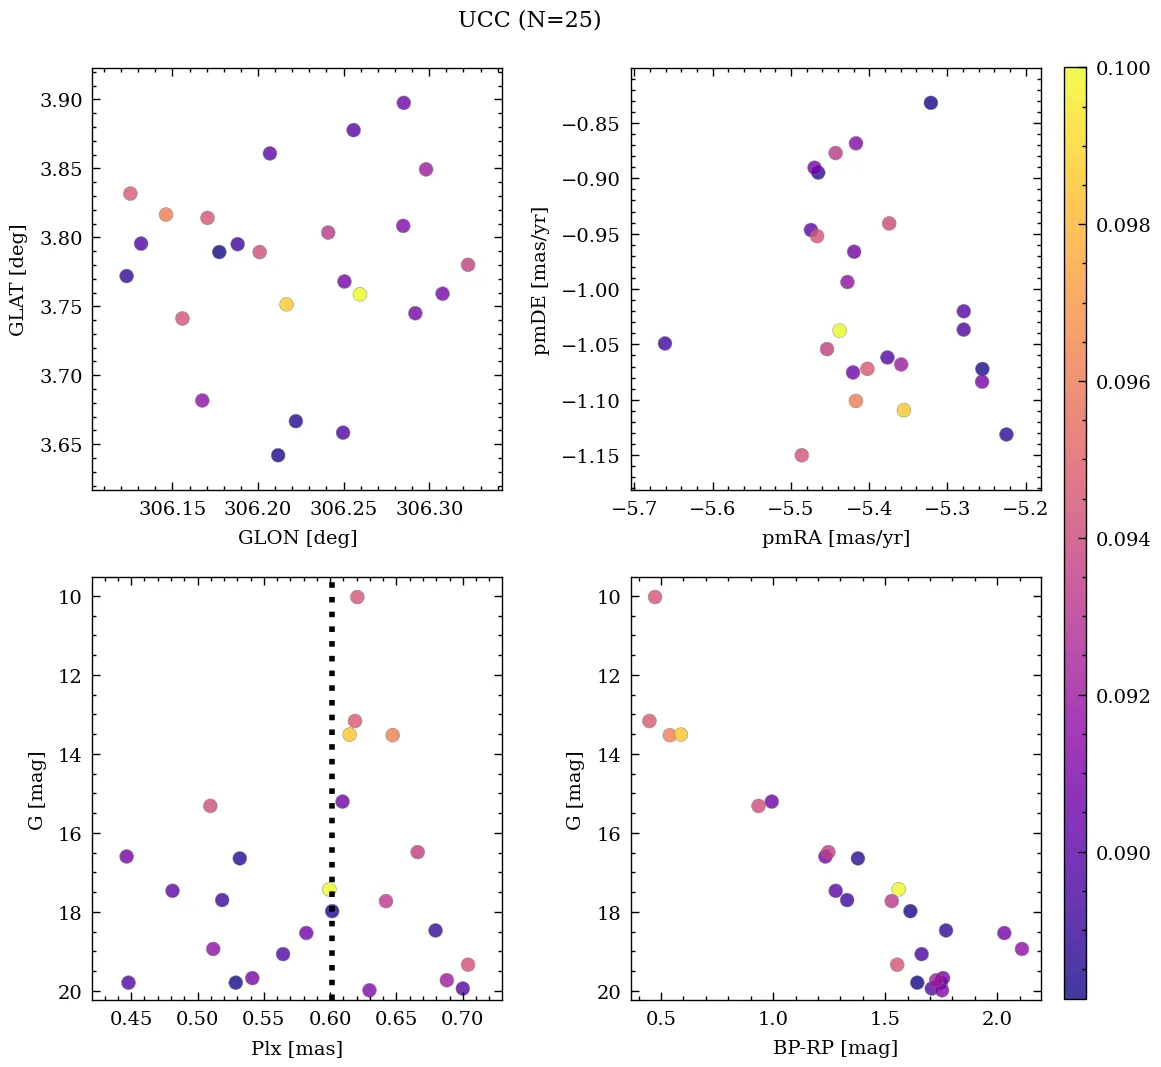 UCC (N=25)
3.90
3.85
3.80
3.75
3.70
3.65
GLAT [deg]
306.15 306.20 306.25 306.30
GLON [deg]
−0.85
−0.90
−0.95
−1.00
−1.05
−1.10
−1.15
pmDE [mas/yr]
−5.7 −5.6 −5.5 −5.4 −5.3 −5.2
pmRA [mas/yr]
10
12
14
16
18
20
G [mag]
0.45 0.50 0.55 0.60 0.65 0.70
Plx [mas]
10
12
14
16
18
20
G [mag]
0.5 1.0 1.5 2.0
BP-RP [mag]
0.100
0.098
0.096
0.094
0.092
0.090